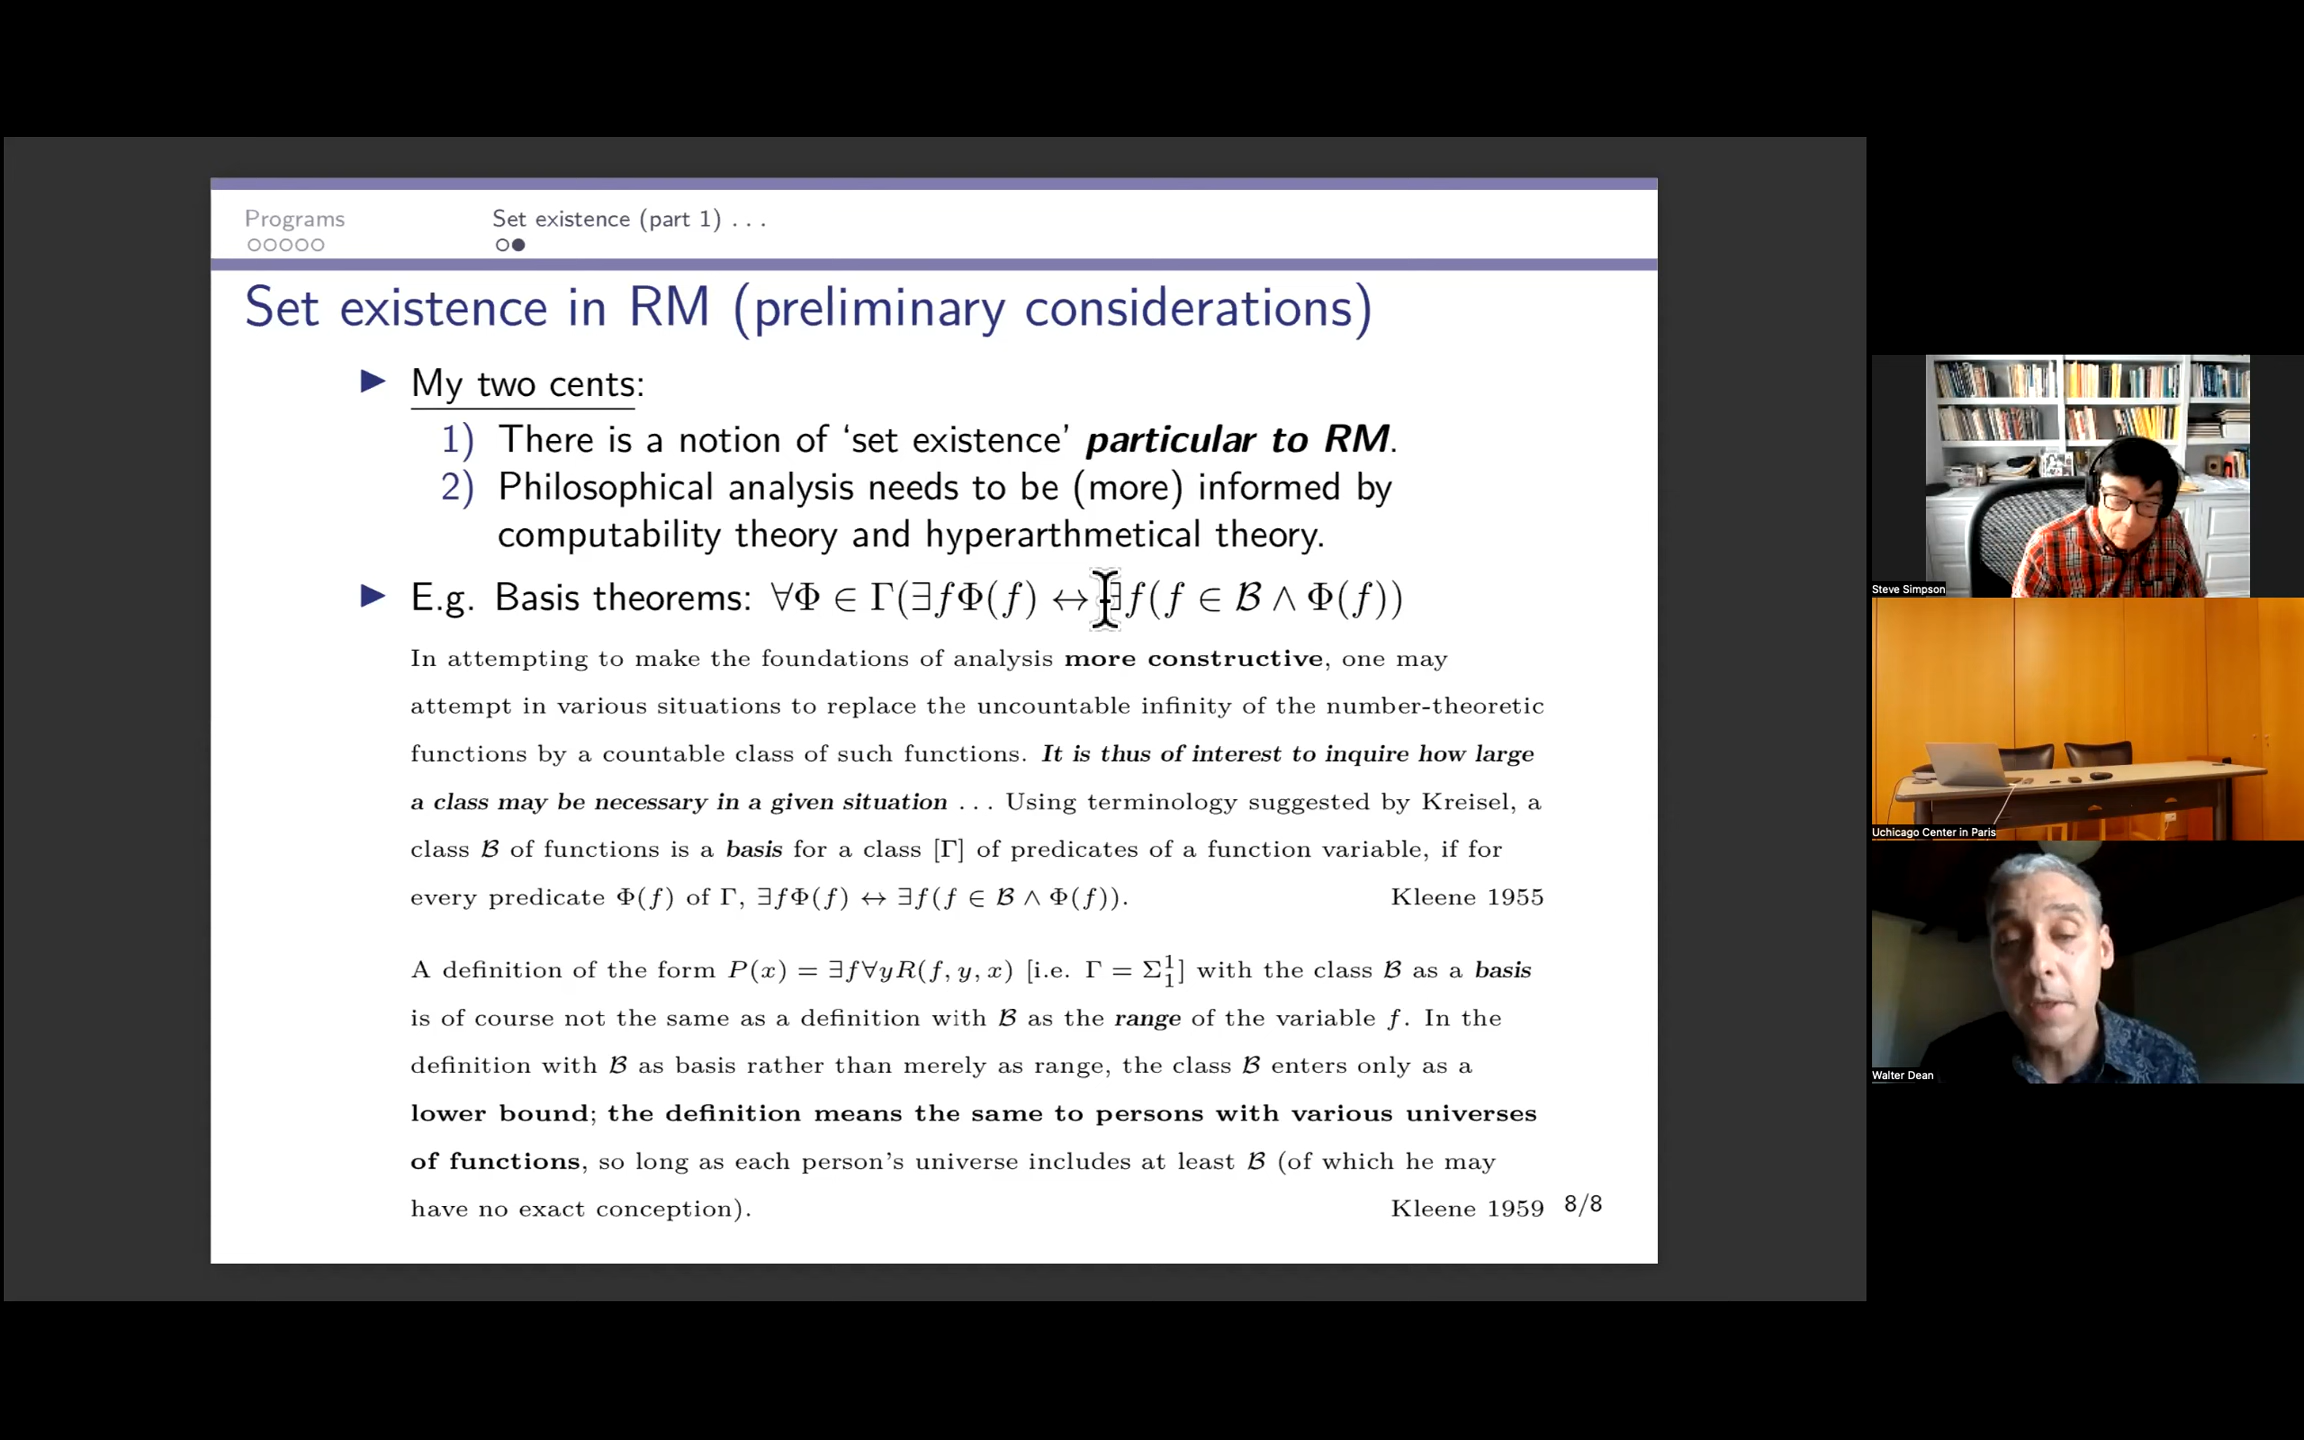 Programs
Set existence (part 1) . . .
Set existence in RM (preliminary considerations)
My two cents:
1) There is a notion of ‘set existence’ particular to RM.
2) Philosophical analysis needs to be (more) informed by
computability theory and hyperarthmetical theory.
E.g. Basis theorems: ∀Φ ∈ Γ(∃fΦ(f) ↔ ∃f(f ∈ ℬ ∧ Φ(f))
In attempting to make the foundations of analysis more constructive, one may
attempt in various situations to replace the uncountable infinity of the number-theoretic
functions by a countable class of such functions. It is thus of interest to inquire how large
a class may be necessary in a given situation . . . Using terminology suggested by Kreisel, a
class ℬ of functions is a basis for a class [Γ] of predicates of a function variable, if for
every predicate Φ(f) of Γ, ∃fΦ(f) ↔ ∃f(f ∈ ℬ ∧ Φ(f)). Kleene 1955
A definition of the form P(x) = ∃f∀yR(f, y, x) [i.e. Γ = Σ¹₁] with the class ℬ as a basis
is of course not the same as a definition with ℬ as the range of the variable f. In the
definition with ℬ as basis rather than merely as range, the class ℬ enters only as a
lower bound; the definition means the same to persons with various universes
of functions, so long as each person’s universe includes at least ℬ (of which he may
have no exact conception). Kleene 1959
8/8
Steve Simpson
Uchicago Center in Paris
Walter Dean